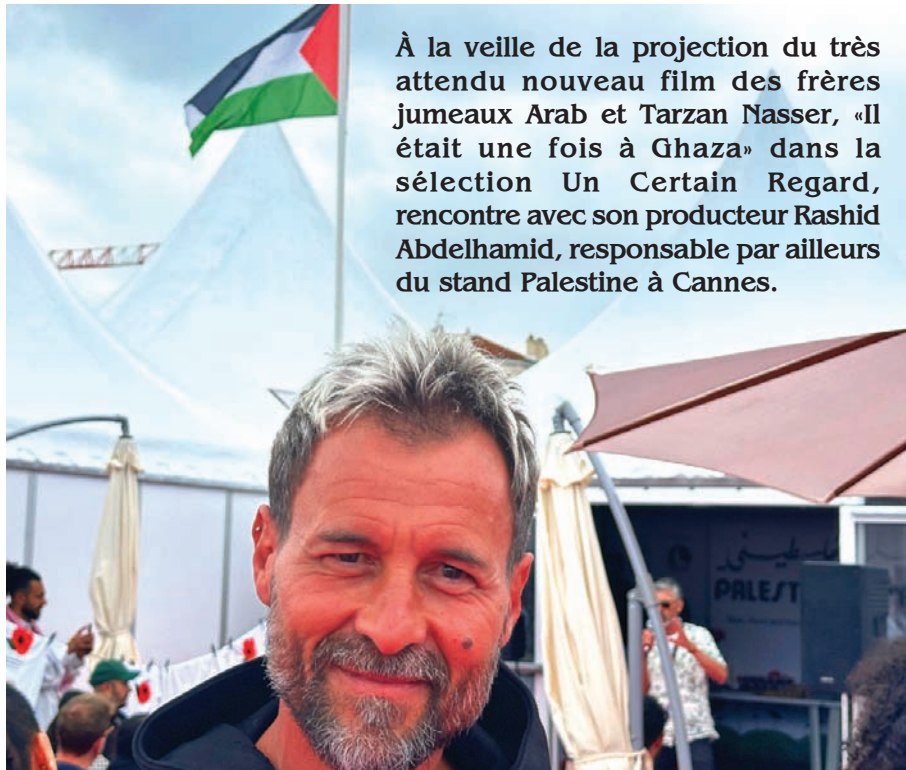 À la veille de la projection du très
attendu nouveau film des frères
jumeaux Arab et Tarzan Nasser, «Il
était une fois à Ghaza» dans la
sélection Un Certain Regard,
rencontre avec son producteur Rashid
Abdelhamid, responsable par ailleurs
du stand Palestine à Cannes.